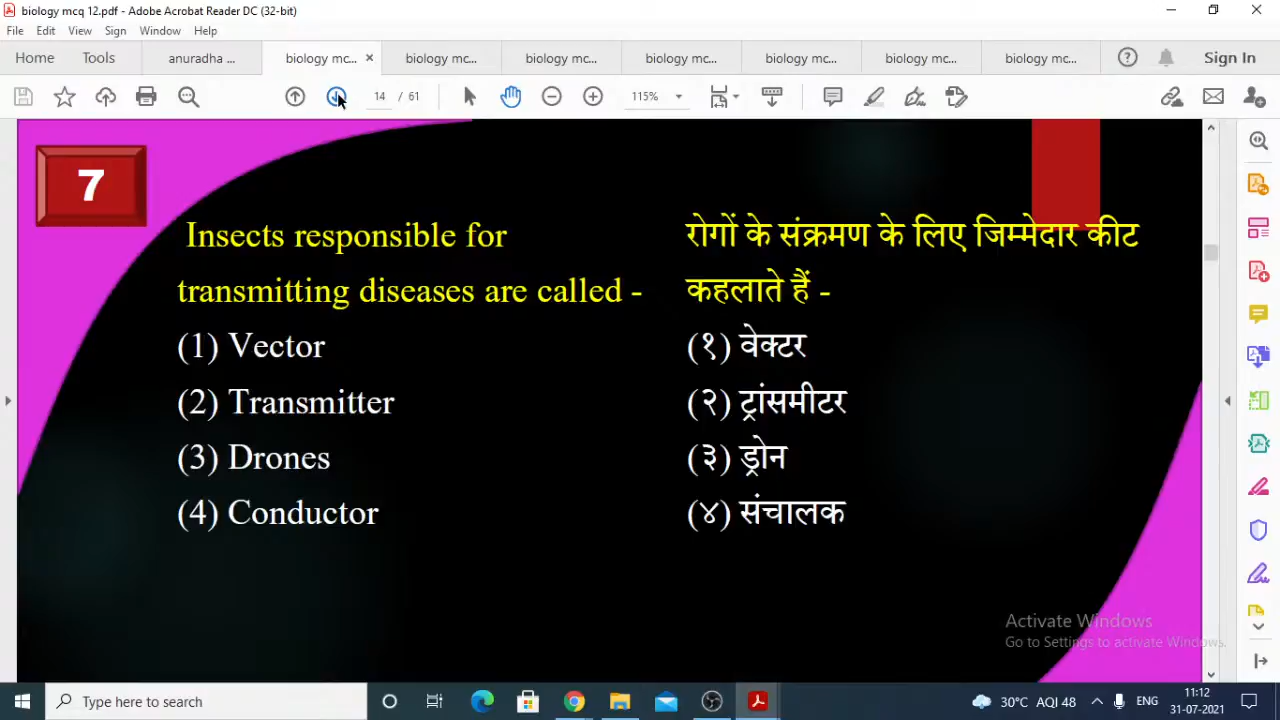 biology mcq 12.pdf - Adobe Acrobat Reader DC (32-bit)
File Edit View Sign Window Help
Home Tools anuradha ... biology mc... × biology mc... biology mc... biology mc... biology mc... biology mc... biology mc... Sign In
14 / 61 115%
7
Insects responsible for
transmitting diseases are called -
(1) Vector
(2) Transmitter
(3) Drones
(4) Conductor
रोगों के संक्रमण के लिए जिम्मेदार कीट
कहलाते हैं -
(१) वेक्टर
(२) ट्रांसमीटर
(३) ड्रोन
(४) संचालक
Activate Windows
Go to Settings to activate Windows.
Type here to search
30°C AQI 48 ENG 11:12
31-07-2021